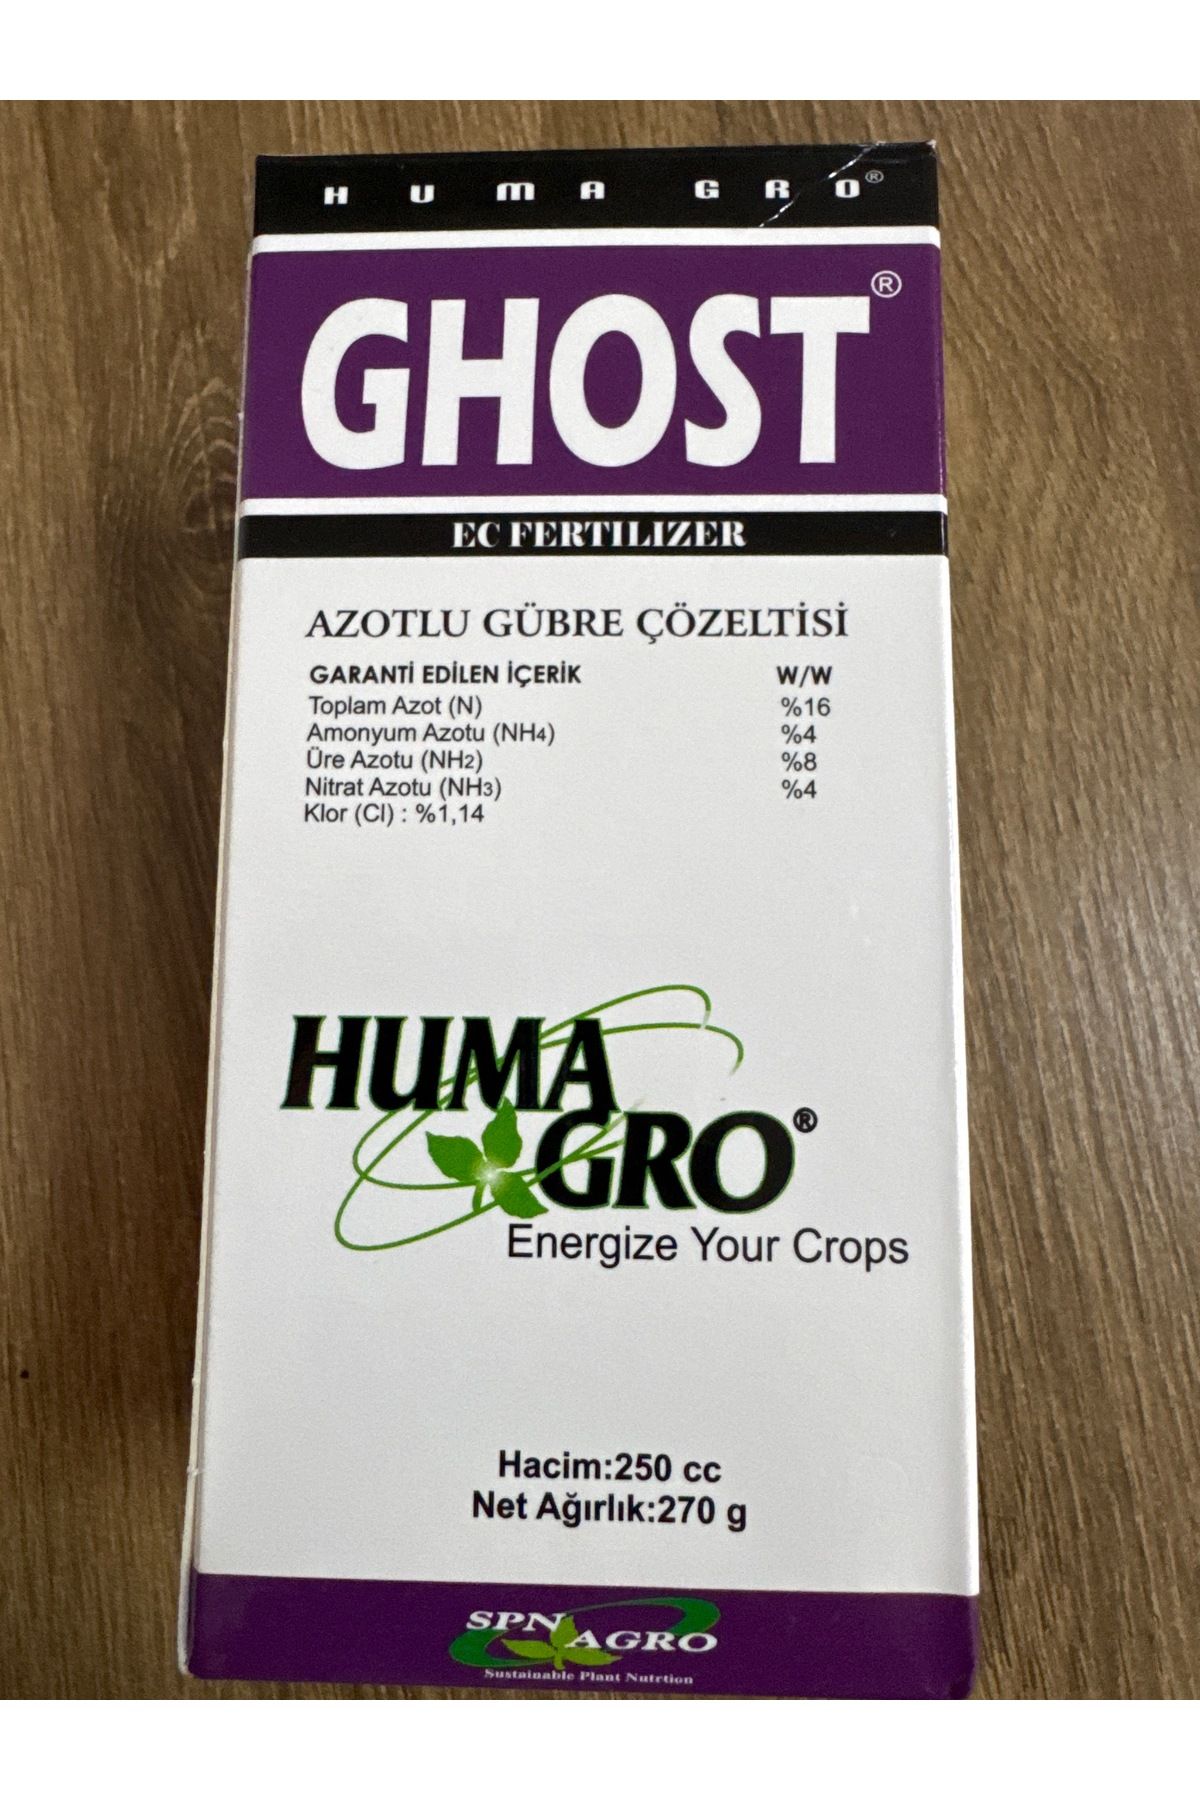 HUMA GRO®
GHOST®
EC FERTILIZER
AZOTLU GÜBRE ÇÖZELTİSİ
GARANTİ EDİLEN İÇERİK W/W
Toplam Azot (N) %16
Amonyum Azotu (NH4) %4
Üre Azotu (NH2) %8
Nitrat Azotu (NH3) %4
Klor (Cl) : %1,14
HUMA
GRO®
Energize Your Crops
Hacim:250 cc
Net Ağırlık:270 g
SPN
AGRO
Sustainable Plant Nutrtion